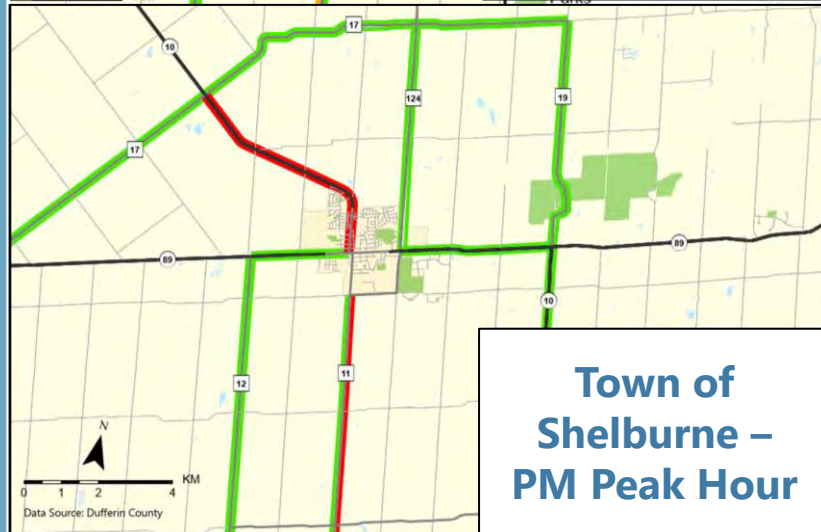 Parks
17
10
124
19
17
89
89
10
12
11
N
KM
0 1 2 4
Data Source: Dufferin County
Town of
Shelburne –
PM Peak Hour